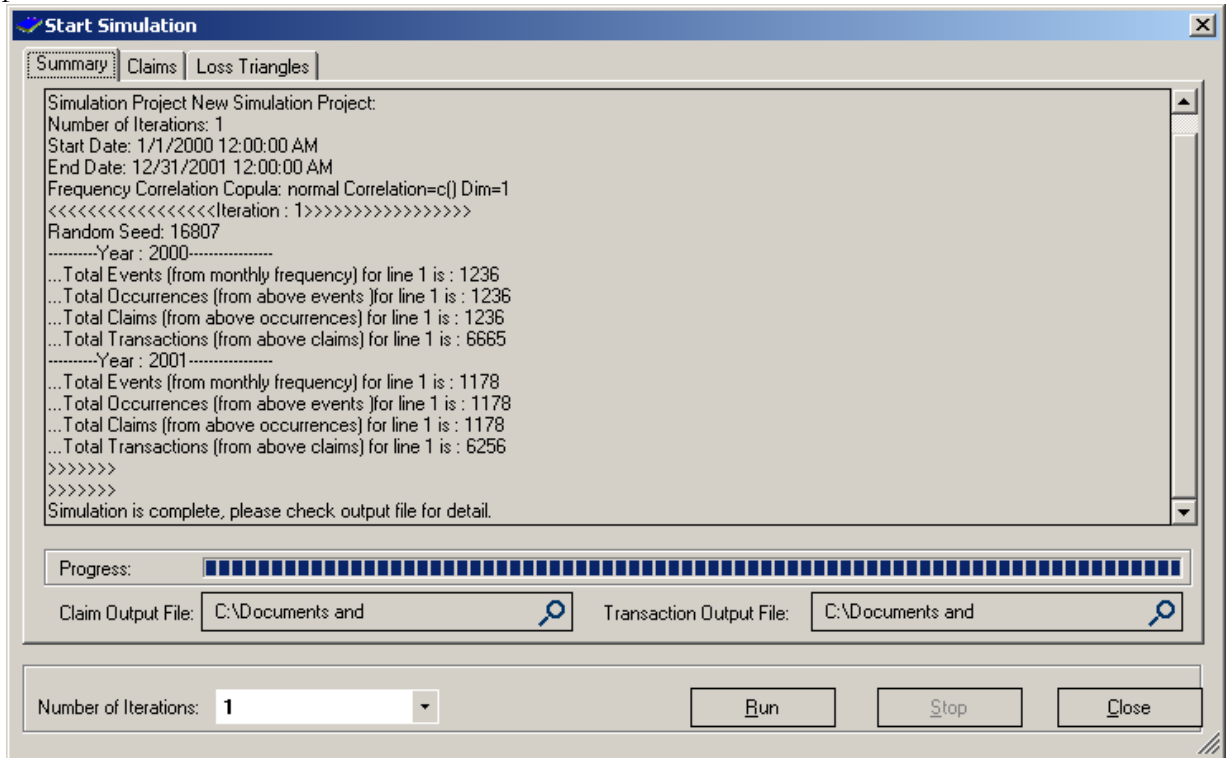 Start Simulation
Summary Claims Loss Triangles
Simulation Project New Simulation Project:
Number of Iterations: 1
Start Date: 1/1/2000 12:00:00 AM
End Date: 12/31/2001 12:00:00 AM
Frequency Correlation Copula: normal Correlation=c() Dim=1
<<<<<<<<<<<<<<<<<Iteration : 1>>>>>>>>>>>>>>>>>
Random Seed: 16807
----------Year : 2000-----------------
...Total Events (from monthly frequency) for line 1 is : 1236
...Total Occurrences (from above events )for line 1 is : 1236
...Total Claims (from above occurrences) for line 1 is : 1236
...Total Transactions (from above claims) for line 1 is : 6665
----------Year : 2001-----------------
...Total Events (from monthly frequency) for line 1 is : 1178
...Total Occurrences (from above events )for line 1 is : 1178
...Total Claims (from above occurrences) for line 1 is : 1178
...Total Transactions (from above claims) for line 1 is : 6256
>>>>>>>
>>>>>>>
Simulation is complete, please check output file for detail.
Progress:
Claim Output File: C:\Documents and Transaction Output File: C:\Documents and
Number of Iterations: 1 Run Stop Close